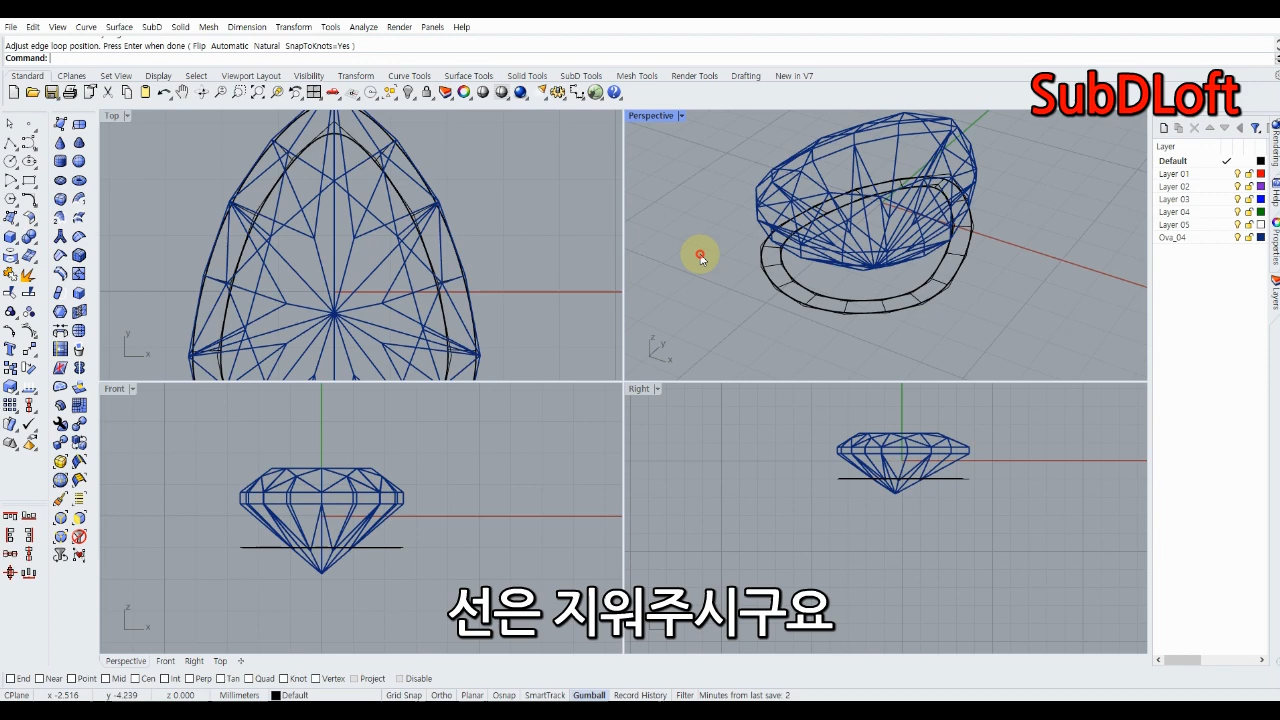 File Edit View Curve Surface SubD Solid Mesh Dimension Transform Tools Analyze Render Panels Help
Adjust edge loop position. Press Enter when done ( Flip Automatic Natural SnapToKnots=Yes )
Command:
Standard CPlanes Set View Display Select Viewport Layout Visibility Transform Curve Tools Surface Tools Solid Tools SubD Tools Mesh Tools Render Tools Drafting New in V7
SubDLoft
Top
Perspective
Layer
Default
Layer 01
Layer 02
Layer 03
Layer 04
Layer 05
Ova_04
Rendering
Help
Properties
Layers
y
x
z
y
x
Front
Right
z
x
선은 지워주시구요
Perspective Front Right Top
End Near Point Mid Cen Int Perp Tan Quad Knot Vertex Project Disable
CPlane x -2.516 y -4.239 z 0.000 Millimeters Default Grid Snap Ortho Planar Osnap SmartTrack Gumball Record History Filter Minutes from last save: 2